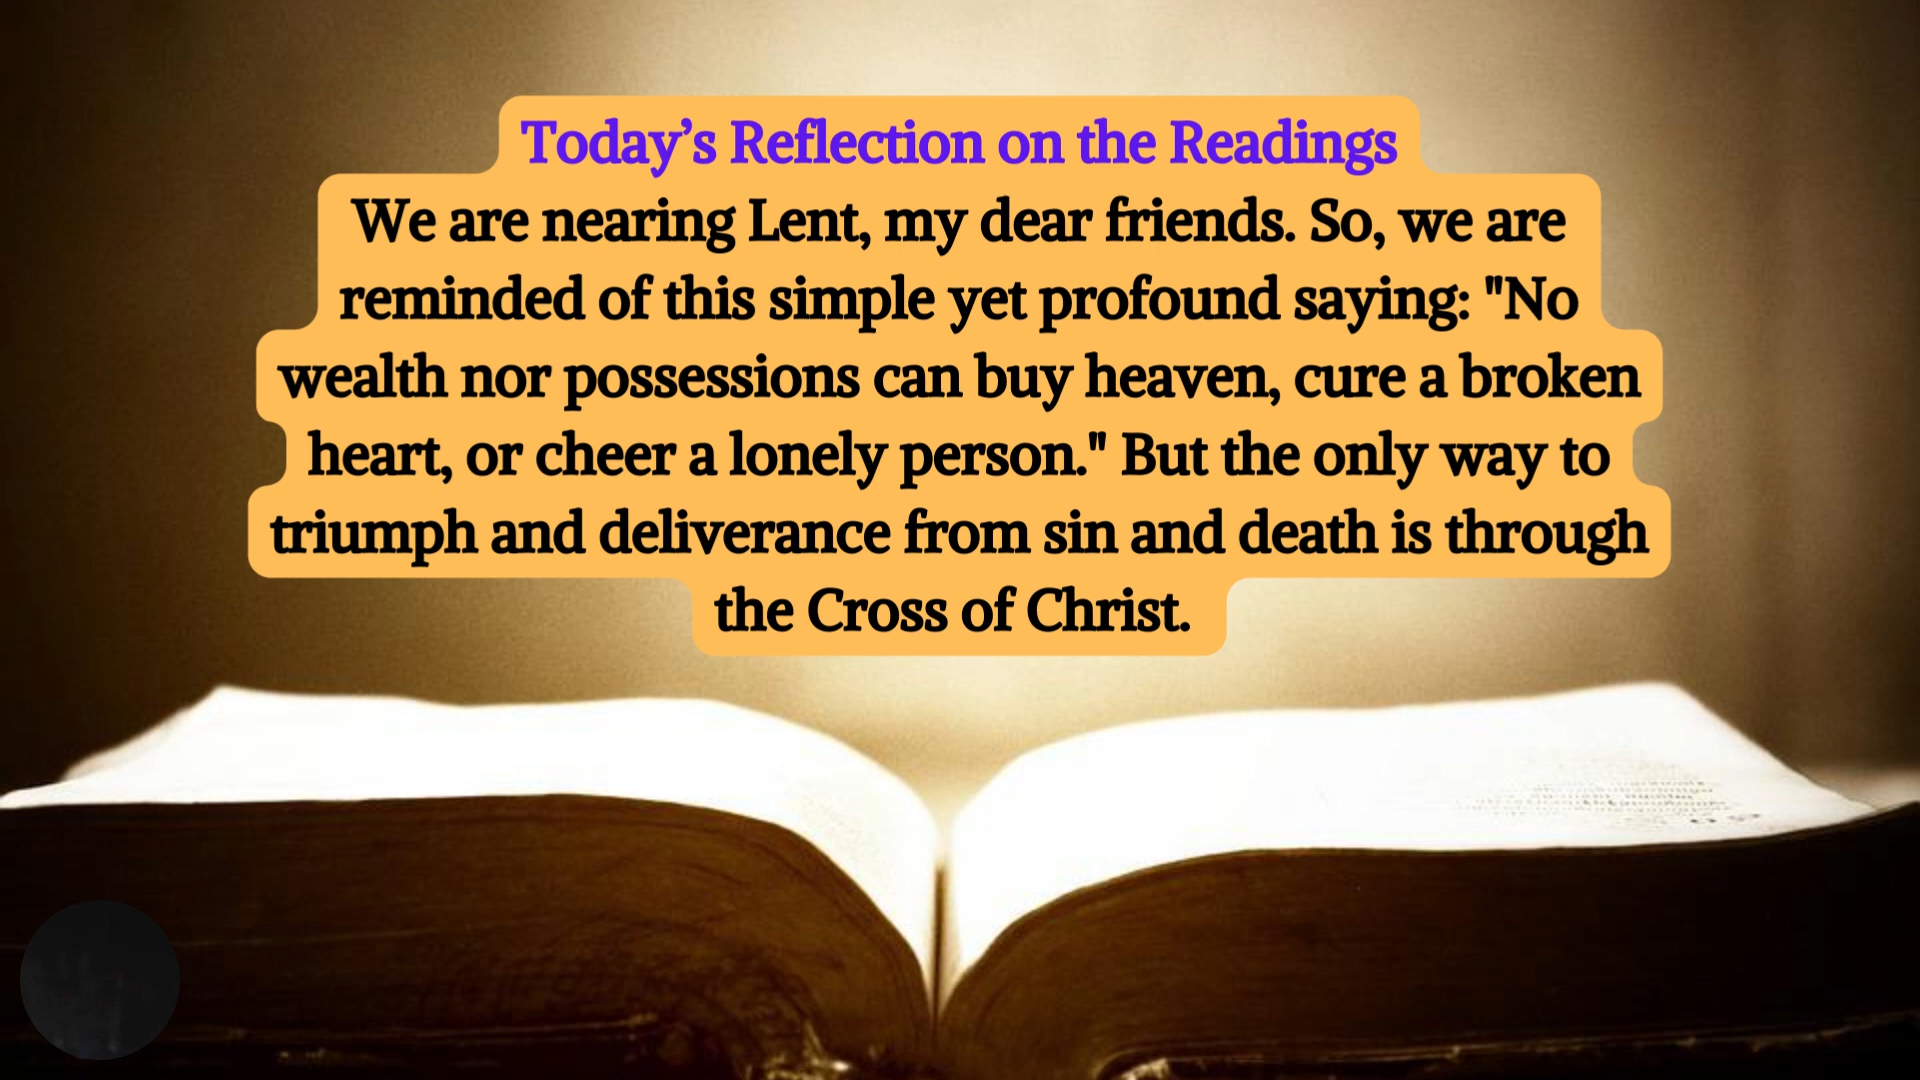 Today’s Reflection on the Readings
We are nearing Lent, my dear friends. So, we are
reminded of this simple yet profound saying: "No
wealth nor possessions can buy heaven, cure a broken
heart, or cheer a lonely person." But the only way to
triumph and deliverance from sin and death is through
the Cross of Christ.